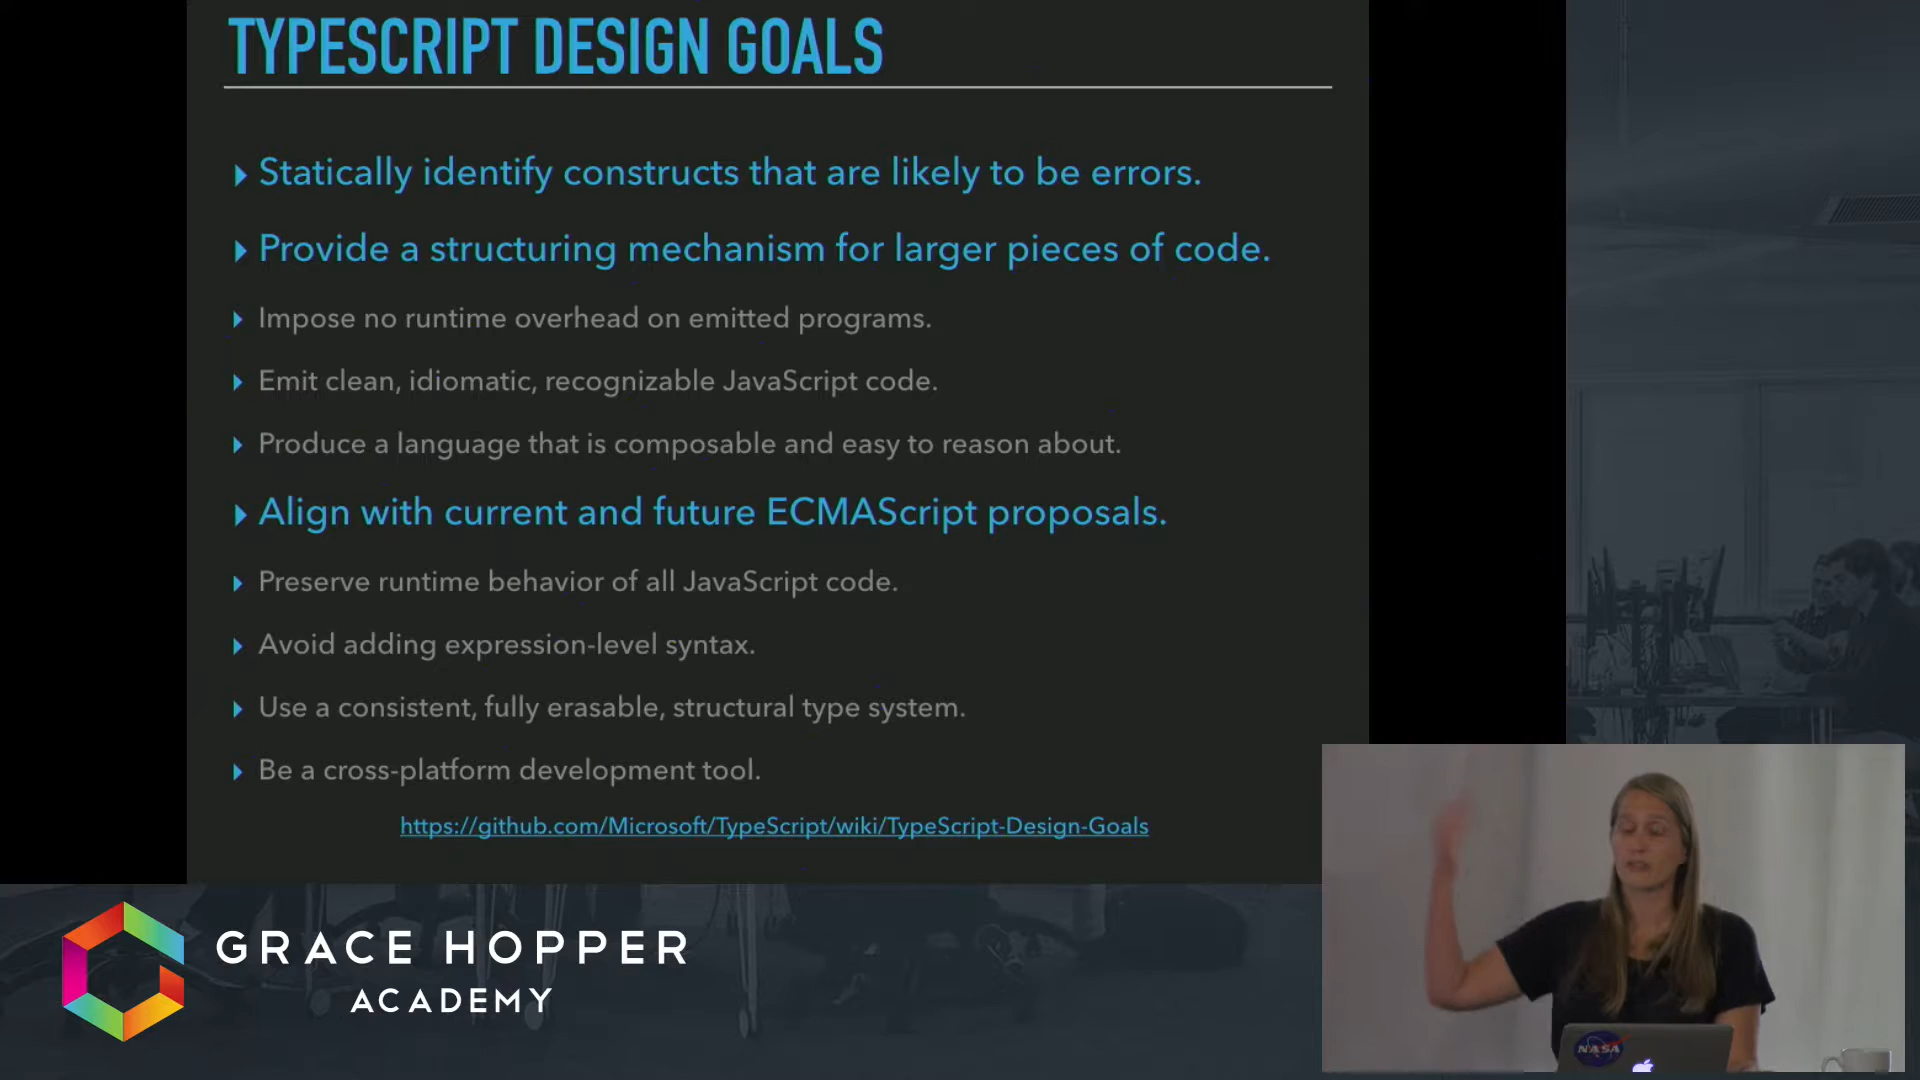 TYPESCRIPT DESIGN GOALS
Statically identify constructs that are likely to be errors.
Provide a structuring mechanism for larger pieces of code.
Impose no runtime overhead on emitted programs.
Emit clean, idiomatic, recognizable JavaScript code.
Produce a language that is composable and easy to reason about.
Align with current and future ECMAScript proposals.
Preserve runtime behavior of all JavaScript code.
Avoid adding expression-level syntax.
Use a consistent, fully erasable, structural type system.
Be a cross-platform development tool.
https://github.com/Microsoft/TypeScript/wiki/TypeScript-Design-Goals
GRACE HOPPER
ACADEMY
NASA